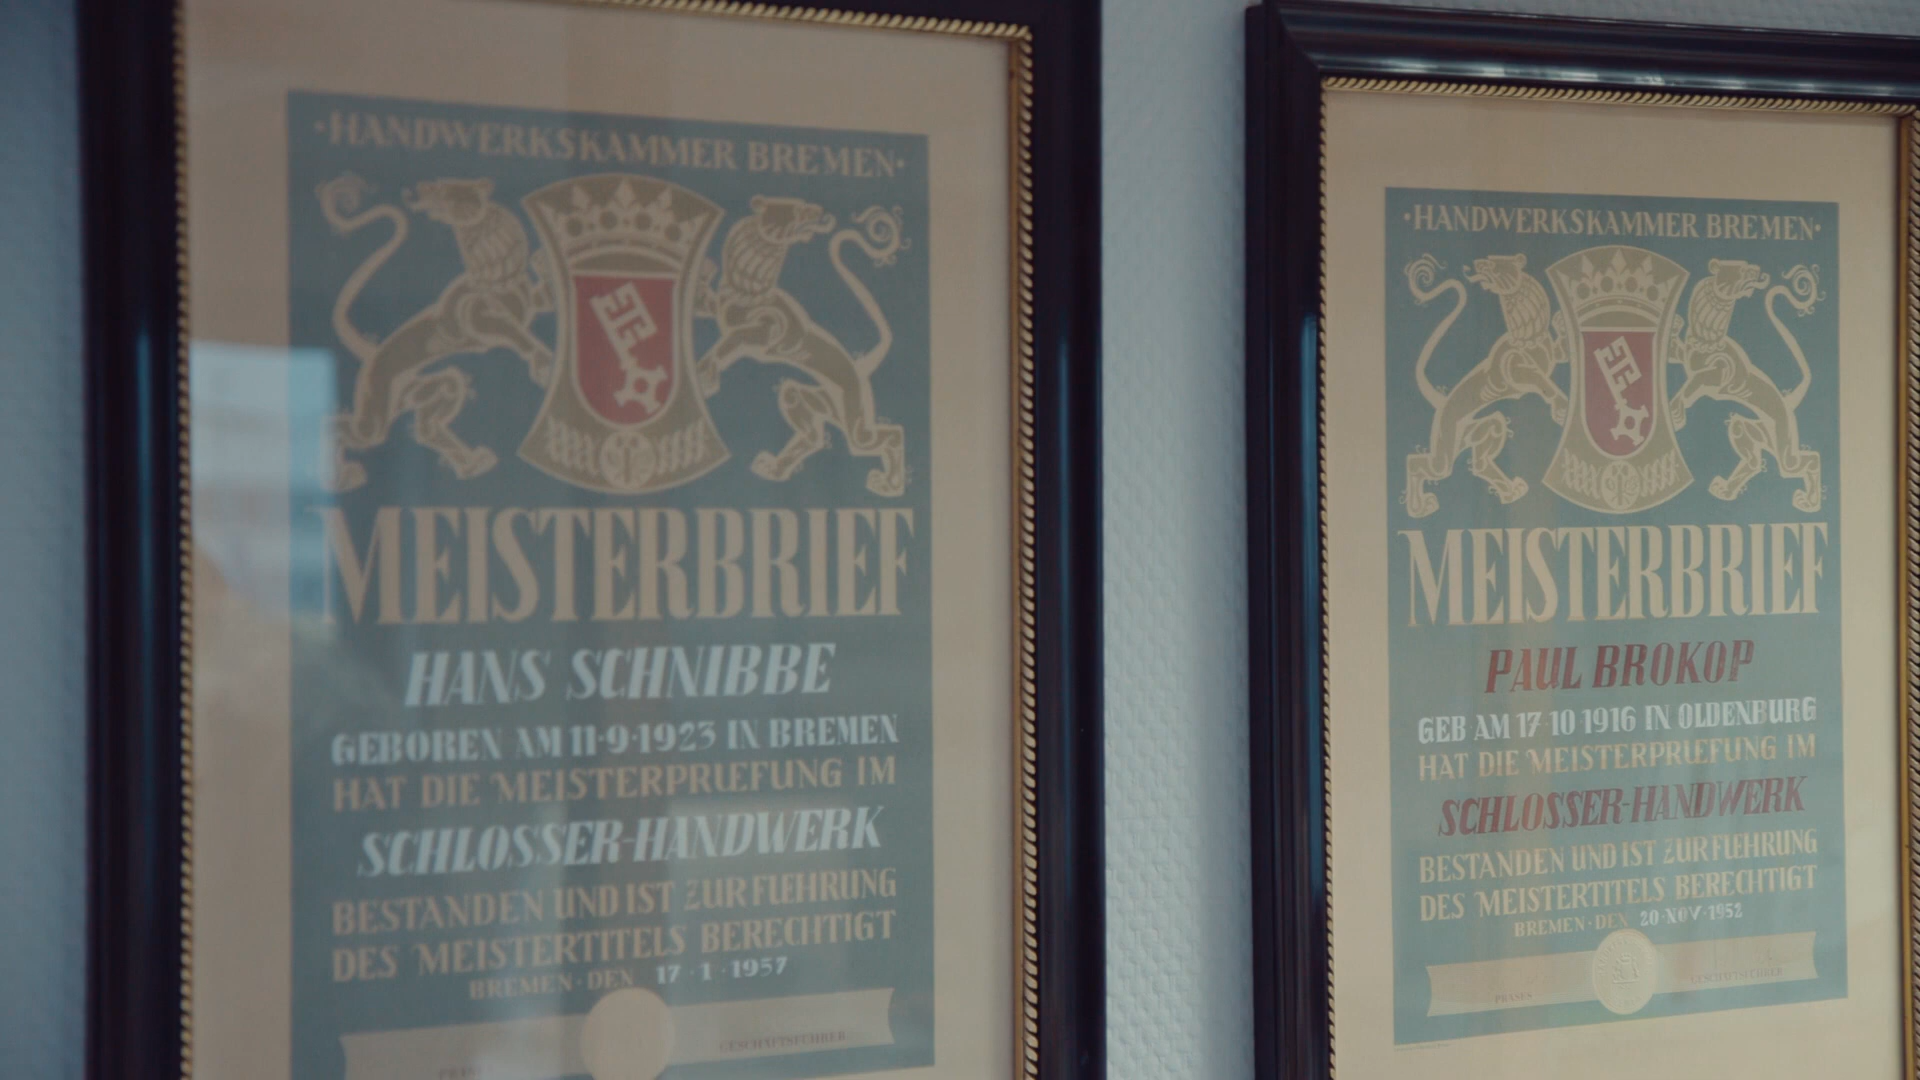 ·HANDWERKSKAMMER BREMEN·
MEISTERBRIEF
HANS SCHNIBBE
GEBOREN AM 11·9·1923 IN BREMEN
HAT DIE MEISTERPRUEFUNG IM
SCHLOSSER-HANDWERK
BESTANDEN UND IST ZUR FUEHRUNG
DES MEISTERTITELS BERECHTIGT
BREMEN·DEN 17·1·1957
GESCHÄFTSFÜHRER
·HANDWERKSKAMMER BREMEN·
MEISTERBRIEF
PAUL BROKOP
GEB AM 17 10 1916 IN OLDENBURG
HAT DIE MEISTERPRUEFUNG IM
SCHLOSSER-HANDWERK
BESTANDEN UND IST ZUR FUEHRUNG
DES MEISTERTITELS BERECHTIGT
BREMEN·DEN 20·NOV·1952
PRÄSES GESCHÄFTSFÜHRER